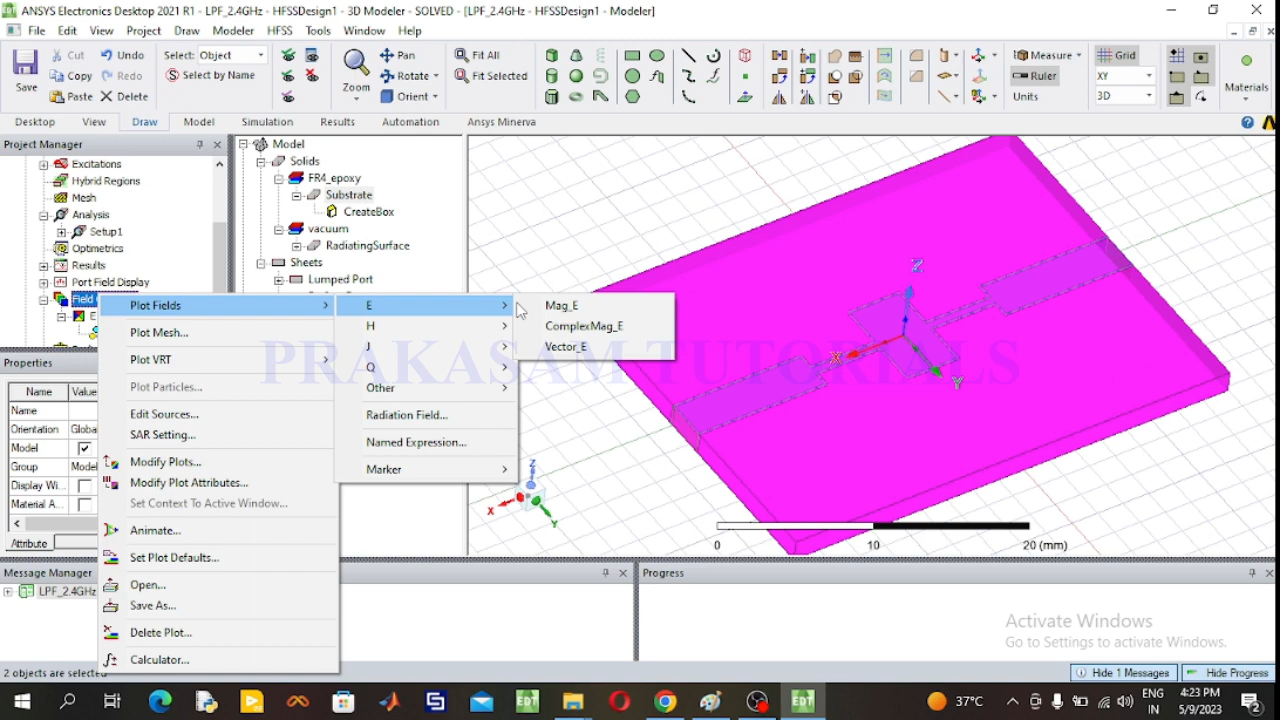 ANSYS Electronics Desktop 2021 R1 - LPF_2.4GHz - HFSSDesign1 - 3D Modeler - SOLVED - [LPF_2.4GHz - HFSSDesign1 - Modeler]
File Edit View Project Draw Modeler HFSS Tools Window Help
Save
Cut
Copy
Paste
Undo
Redo
Delete
Select: Object
Select by Name
Zoom
Pan
Rotate
Orient
Fit All
Fit Selected
Measure
Ruler
Units
Grid
XY
3D
Materials
Desktop View Draw Model Simulation Results Automation Ansys Minerva
Project Manager
Excitations
Hybrid Regions
Mesh
Analysis
Setup1
Optimetrics
Results
Port Field Display
Field
E
Model
Solids
FR4_epoxy
Substrate
CreateBox
vacuum
RadiatingSurface
Sheets
Lumped Port
Plot Fields
Plot Mesh...
Plot VRT
Plot Particles...
Edit Sources...
SAR Setting...
Modify Plots...
Modify Plot Attributes...
Set Context To Active Window...
Animate...
Set Plot Defaults...
Open...
Save As...
Delete Plot...
Calculator...
E
H
J
Q
Other
Radiation Field...
Named Expression...
Marker
Mag_E
ComplexMag_E
Vector_E
PRAKASAM TUTORIALS
Z
X
Y
Z
X
Y
0 10 20 (mm)
Properties
Name Value
Name
Orientation Global
Model
Group Model
Display Wi...
Material A...
Attribute
Message Manager
LPF_2.4GHz
Progress
Activate Windows
Go to Settings to activate Windows.
2 objects are selected
Hide 1 Messages
Hide Progress
EDT
EDT
37°C
ENG
IN
4:23 PM
5/9/2023
2